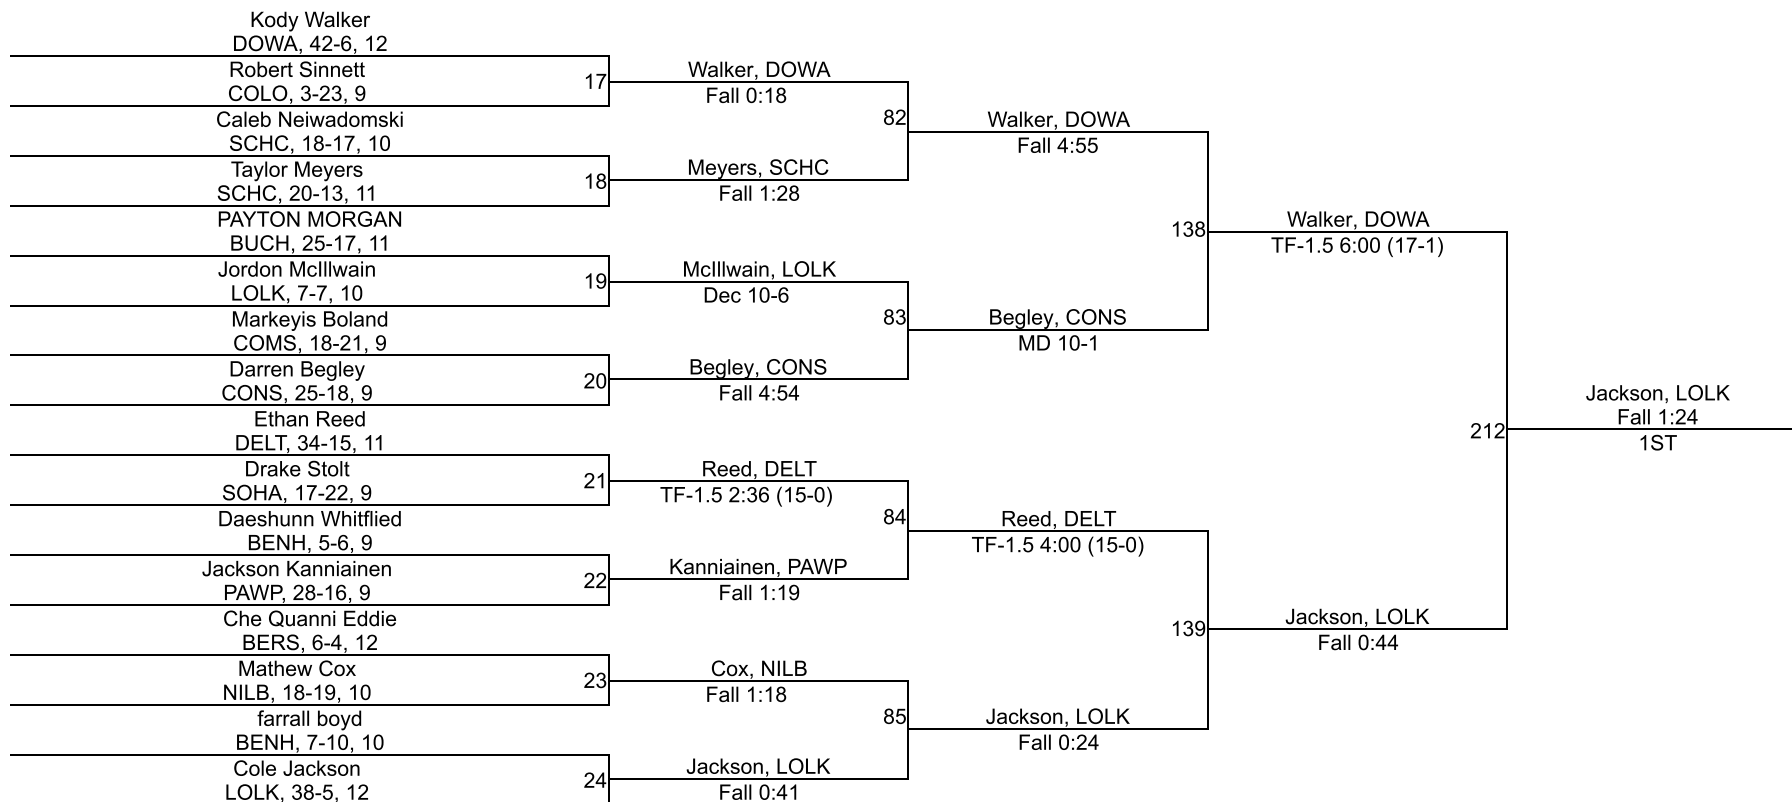 Kody Walker
DOWA, 42-6, 12
Robert Sinnett
COLO, 3-23, 9
17
Walker, DOWA
Fall 0:18
Caleb Neiwadomski
SCHC, 18-17, 10
82
Walker, DOWA
Fall 4:55
Taylor Meyers
SCHC, 20-13, 11
18
Meyers, SCHC
Fall 1:28
PAYTON MORGAN
BUCH, 25-17, 11
138
Walker, DOWA
TF-1.5 6:00 (17-1)
Jordon McIllwain
LOLK, 7-7, 10
19
McIllwain, LOLK
Dec 10-6
Markeyis Boland
COMS, 18-21, 9
83
Begley, CONS
MD 10-1
Darren Begley
CONS, 25-18, 9
20
Begley, CONS
Fall 4:54
Ethan Reed
DELT, 34-15, 11
212
Jackson, LOLK
Fall 1:24
1ST
Drake Stolt
SOHA, 17-22, 9
21
Reed, DELT
TF-1.5 2:36 (15-0)
Daeshunn Whitflied
BENH, 5-6, 9
84
Reed, DELT
TF-1.5 4:00 (15-0)
Jackson Kanniainen
PAWP, 28-16, 9
22
Kanniainen, PAWP
Fall 1:19
Che Quanni Eddie
BERS, 6-4, 12
139
Jackson, LOLK
Fall 0:44
Mathew Cox
NILB, 18-19, 10
23
Cox, NILB
Fall 1:18
farrall boyd
BENH, 7-10, 10
85
Jackson, LOLK
Fall 0:24
Cole Jackson
LOLK, 38-5, 12
24
Jackson, LOLK
Fall 0:41